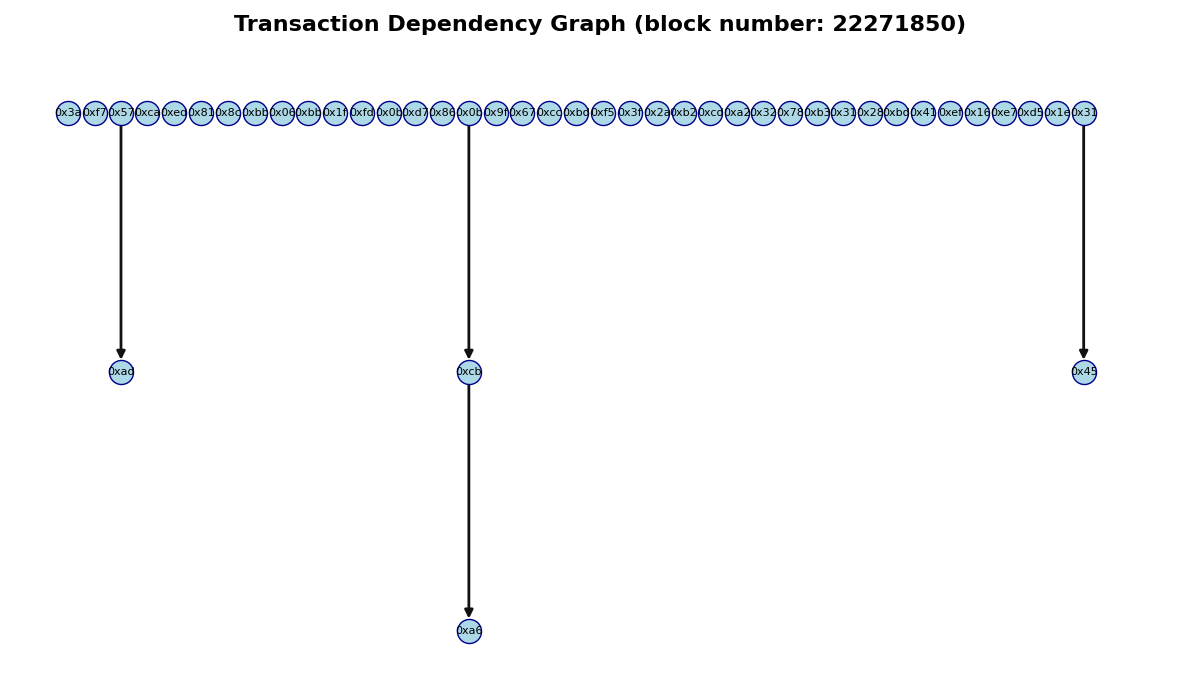 Transaction Dependency Graph (block number: 22271850)
0x3a 0xf7 0x57 0xca 0xed 0x81 0x8c 0xbb 0x06 0xbb 0x1f 0xfd 0x0b 0xd7 0x86 0x0b 0x9f 0x67 0xcc 0xbd 0xf5 0x3f 0x2a 0xb2 0xcd 0xa2 0x32 0x78 0xb3 0x31 0x28 0xbd 0x41 0xef 0x16 0xe7 0xd5 0x1e 0x31
0xad 0xcb 0x45
0xa6